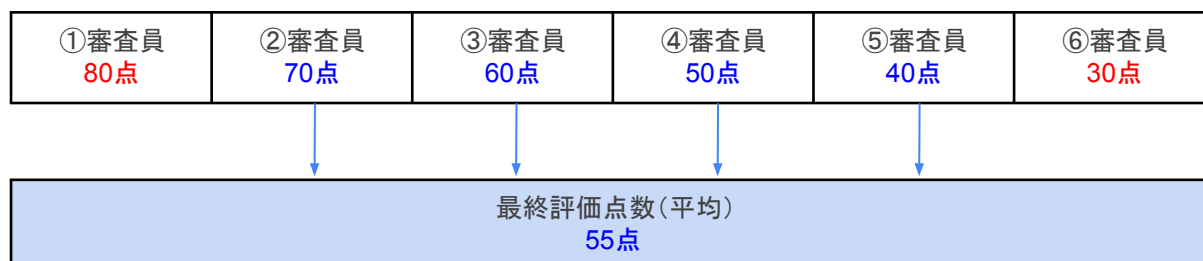 ①審査員
80点
②審査員
70点
③審査員
60点
④審査員
50点
⑤審査員
40点
⑥審査員
30点
最終評価点数（平均）
55点